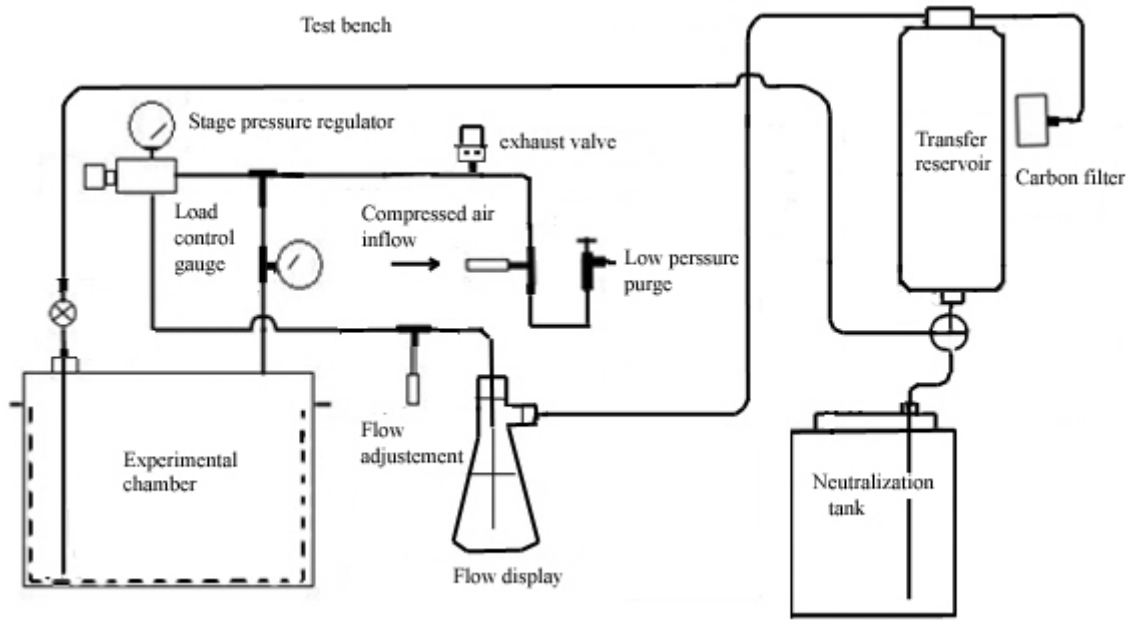 Test bench
Stage pressure regulator
exhaust valve
Transfer
reservoir
Carbon filter
Load
control
gauge
Compressed air
inflow
Low perssure
purge
Flow
adjustement
Experimental
chamber
Neutralization
tank
Flow display